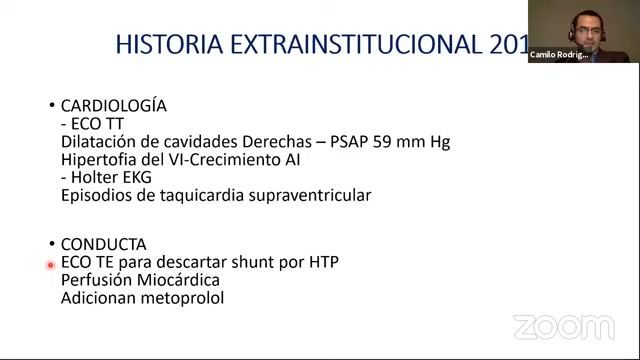 HISTORIA EXTRAINSTITUCIONAL 201
Camilo Rodrig...
• CARDIOLOGÍA
- ECO TT
Dilatación de cavidades Derechas – PSAP 59 mm Hg
Hipertofia del VI-Crecimiento AI
- Holter EKG
Episodios de taquicardia supraventricular
• CONDUCTA
ECO TE para descartar shunt por HTP
Perfusión Miocárdica
Adicionan metoprolol
zoom